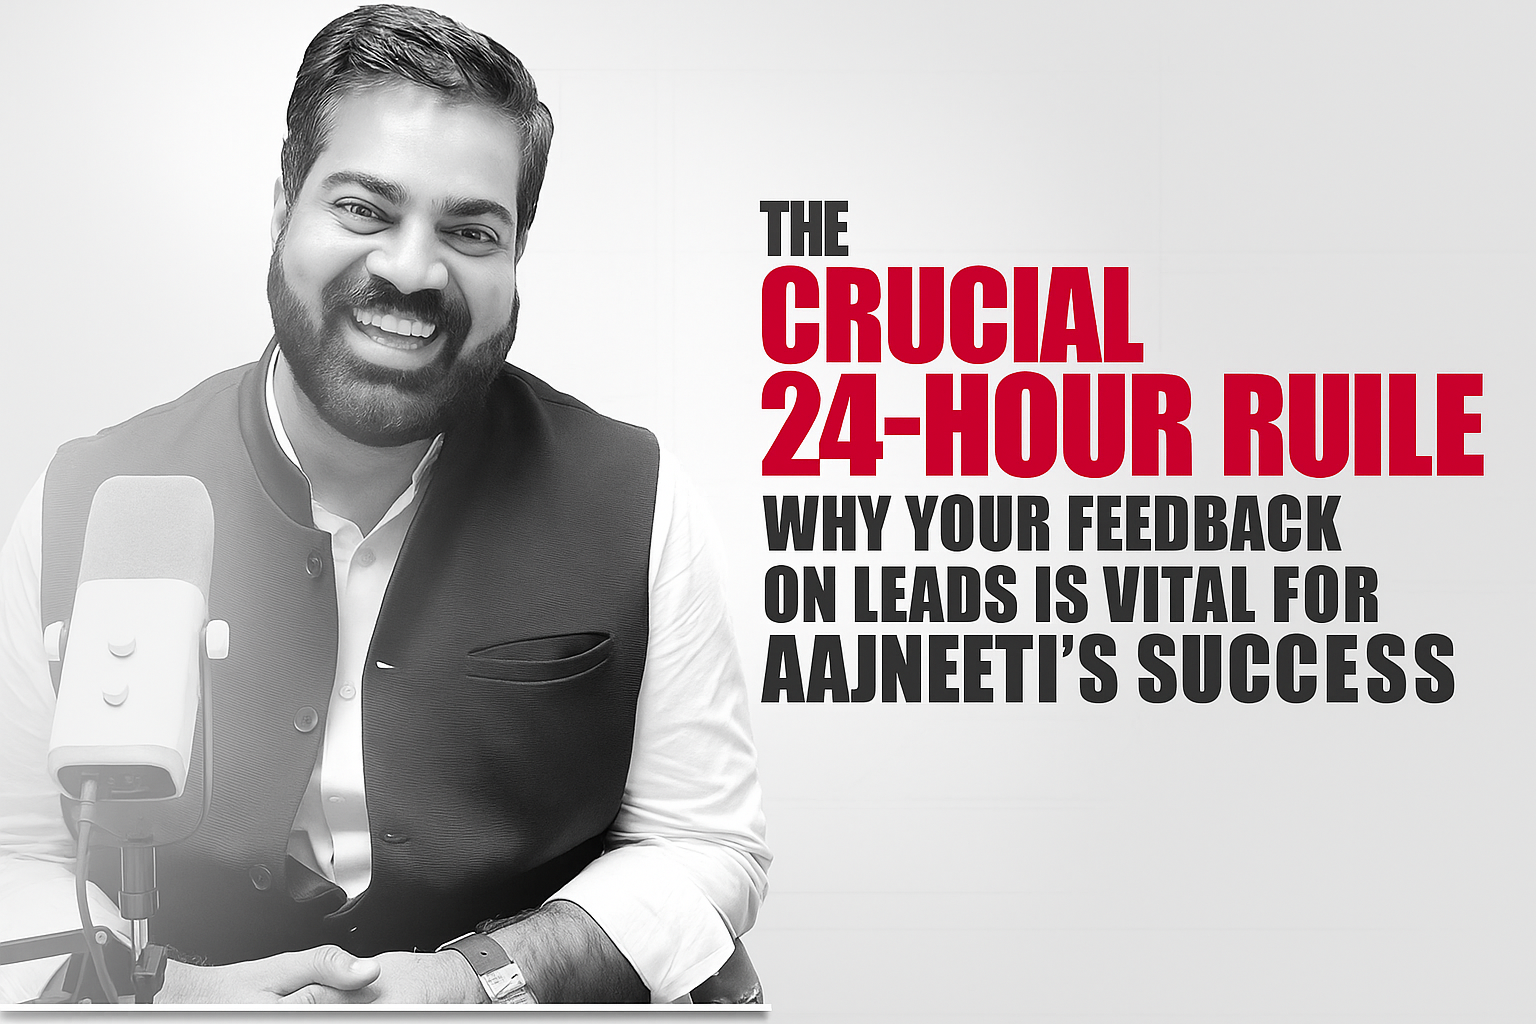 THE
CRUCIAL
24-HOUR RUILE
WHY YOUR FEEDBACK
ON LEADS IS VITAL FOR
AAJNEETI’S SUCCESS